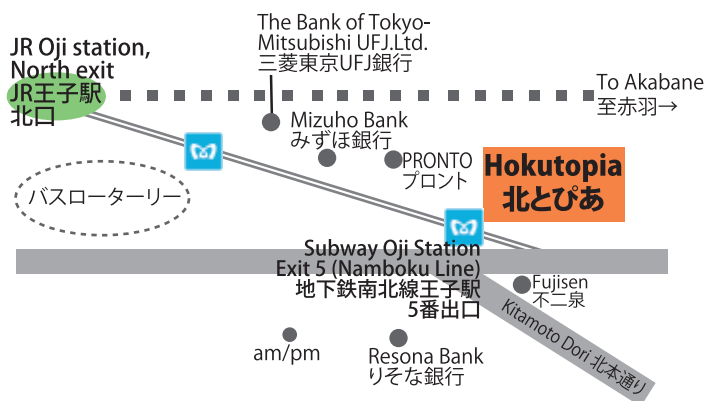 The Bank of Tokyo-
Mitsubishi UFJ.Ltd.
三菱東京UFJ銀行
JR Oji station,
North exit
JR王子駅
北口
To Akabane
至赤羽→
Mizuho Bank
みずほ銀行
PRONTO
プロント
Hokutopia
北とぴあ
バスローターリー
Subway Oji Station
Exit 5 (Namboku Line)
地下鉄南北線王子駅
5番出口
Fujisen
不二泉
Kitamoto Dori 北本通り
am/pm
Resona Bank
りそな銀行